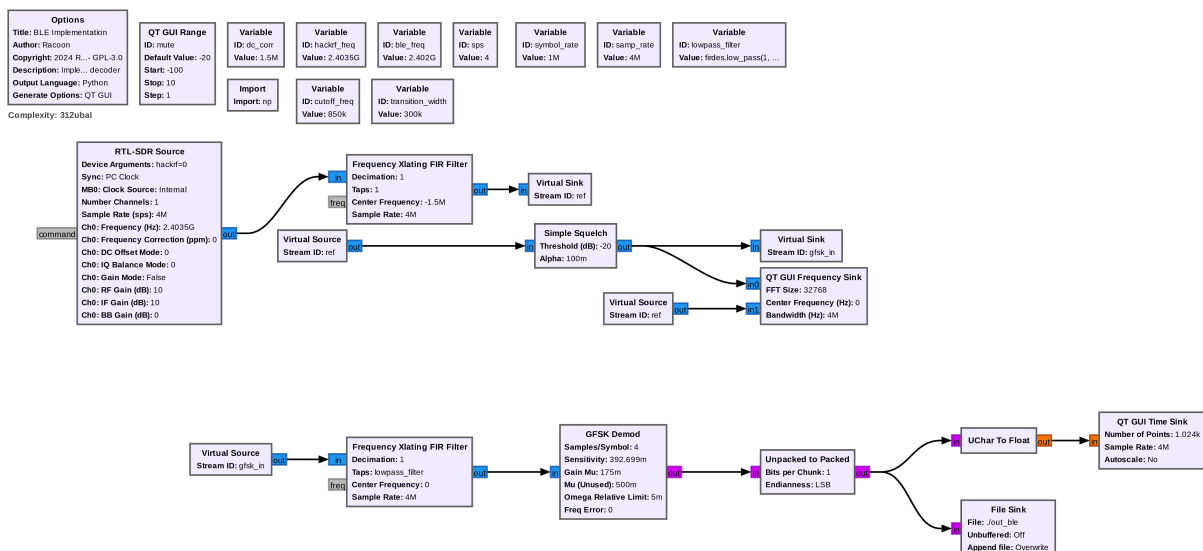 Options
Title: BLE Implementation
Author: Racoon
Copyright: 2024 R...- GPL-3.0
Description: Imple... decoder
Output Language: Python
Generate Options: QT GUI
Complexity: 312ubal
QT GUI Range
ID: mute
Default Value: -20
Start: -100
Stop: 10
Step: 1
Variable
ID: dc_corr
Value: 1.5M
Variable
ID: hackrf_freq
Value: 2.4035G
Variable
ID: ble_freq
Value: 2.402G
Variable
ID: sps
Value: 4
Variable
ID: symbol_rate
Value: 1M
Variable
ID: samp_rate
Value: 4M
Variable
ID: lowpass_filter
Value: firdes.low_pass(1, ...
Import
Import: np
Variable
ID: cutoff_freq
Value: 850k
Variable
ID: transition_width
Value: 300k
RTL-SDR Source
Device Arguments: hackrf=0
Sync: PC Clock
MB0: Clock Source: Internal
Number Channels: 1
Sample Rate (sps): 4M
Ch0: Frequency (Hz): 2.4035G
Ch0: Frequency Correction (ppm): 0
Ch0: DC Offset Mode: 0
Ch0: IQ Balance Mode: 0
Ch0: Gain Mode: False
Ch0: RF Gain (dB): 10
Ch0: IF Gain (dB): 10
Ch0: BB Gain (dB): 0
command
out
in
freq
Frequency Xlating FIR Filter
Decimation: 1
Taps: 1
Center Frequency: -1.5M
Sample Rate: 4M
out
in
Virtual Sink
Stream ID: ref
Virtual Source
Stream ID: ref
out
in
Simple Squelch
Threshold (dB): -20
Alpha: 100m
out
in
Virtual Sink
Stream ID: gfsk_in
Virtual Source
Stream ID: ref
out
in0
in1
QT GUI Frequency Sink
FFT Size: 32768
Center Frequency (Hz): 0
Bandwidth (Hz): 4M
Virtual Source
Stream ID: gfsk_in
out
in
freq
Frequency Xlating FIR Filter
Decimation: 1
Taps: lowpass_filter
Center Frequency: 0
Sample Rate: 4M
out
in
GFSK Demod
Samples/Symbol: 4
Sensitivity: 392.699m
Gain Mu: 175m
Mu (Unused): 500m
Omega Relative Limit: 5m
Freq Error: 0
out
in
Unpacked to Packed
Bits per Chunk: 1
Endianness: LSB
out
in
UChar To Float
out
in
QT GUI Time Sink
Number of Points: 1.024k
Sample Rate: 4M
Autoscale: No
in
File Sink
File: ./out_ble
Unbuffered: Off
Append file: Overwrite